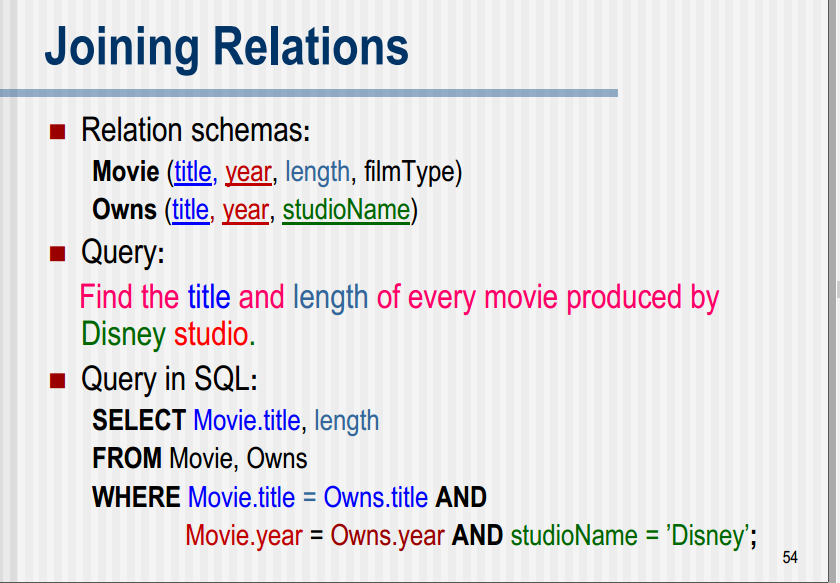 Joining Relations
Relation schemas:
Movie (title, year, length, filmType)
Owns (title, year, studioName)
Query:
Find the title and length of every movie produced by
Disney studio.
Query in SQL:
SELECT Movie.title, length
FROM Movie, Owns
WHERE Movie.title = Owns.title AND
Movie.year = Owns.year AND studioName = ’Disney’;
54